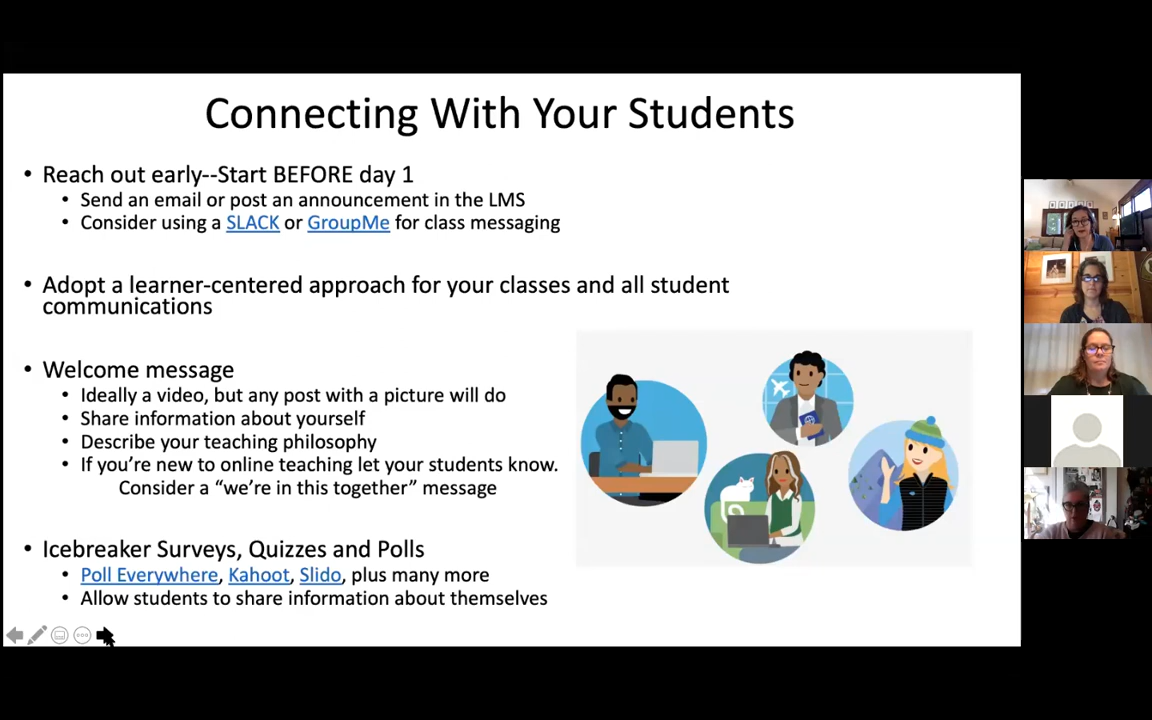 Connecting With Your Students
• Reach out early--Start BEFORE day 1
• Send an email or post an announcement in the LMS
• Consider using a SLACK or GroupMe for class messaging
• Adopt a learner-centered approach for your classes and all student
communications
• Welcome message
• Ideally a video, but any post with a picture will do
• Share information about yourself
• Describe your teaching philosophy
• If you’re new to online teaching let your students know.
Consider a “we’re in this together” message
• Icebreaker Surveys, Quizzes and Polls
• Poll Everywhere, Kahoot, Slido, plus many more
• Allow students to share information about themselves